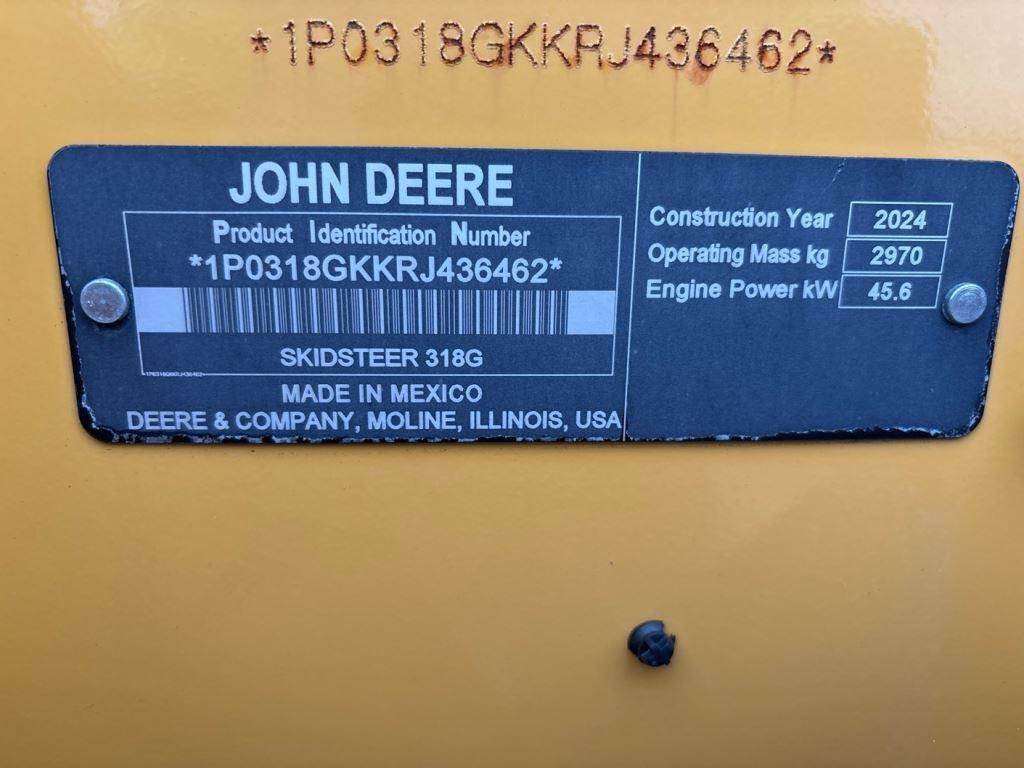 *1P0318GKKRJ436462*
JOHN DEERE
Product Identification Number
*1P0318GKKRJ436462*
SKIDSTEER 318G
*1P0318GKKRJ436462*
MADE IN MEXICO
DEERE & COMPANY, MOLINE, ILLINOIS, USA
Construction Year 2024
Operating Mass kg 2970
Engine Power kW 45.6